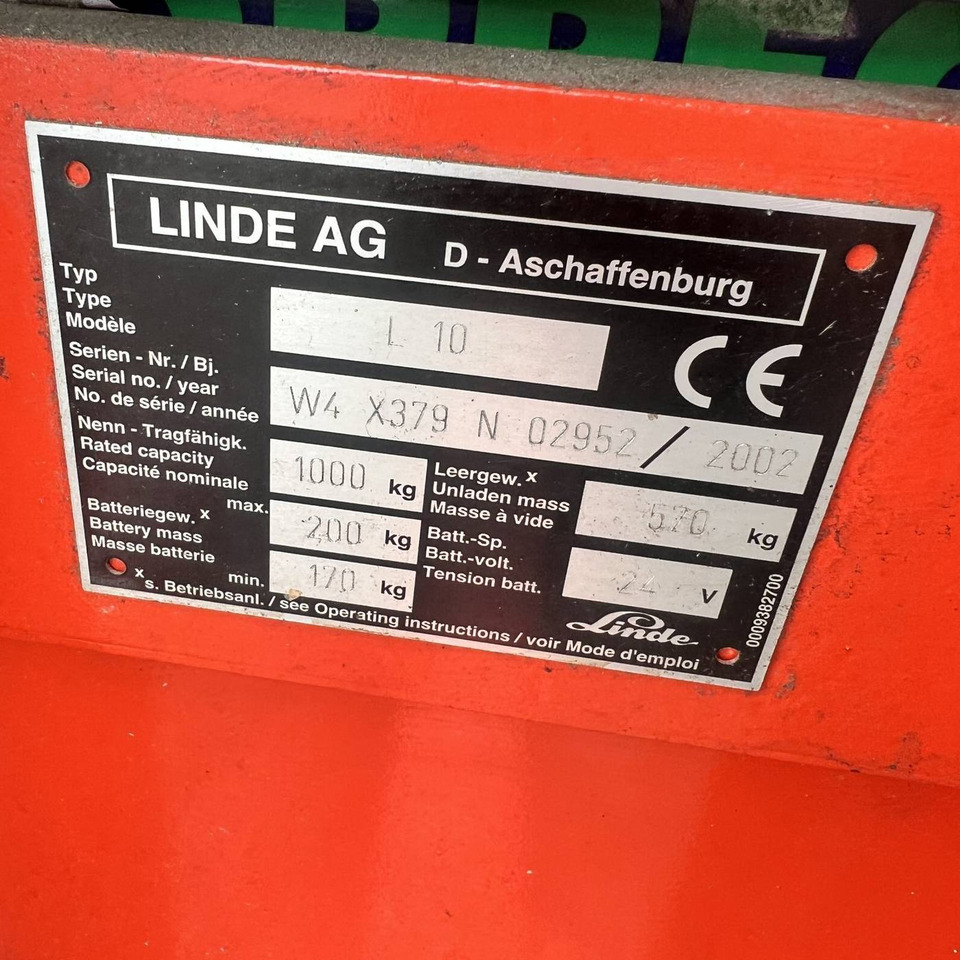 LINDE AG D - Aschaffenburg
Typ
Type
Modèle
L 10
CE
Serien - Nr. / Bj.
Serial no. / year
No. de série / année
W4 X379 N 02952 / 2002
Nenn - Tragfähigk.
Rated capacity
Capacité nominale
1000 kg
Leergew. x
Unladen mass
Masse à vide
570 kg
Batteriegew. x
Battery mass
Masse batterie
max. 200 kg
min. 170 kg
Batt.-Sp.
Batt.-volt.
Tension batt.
24 V
x s. Betriebsanl. / see Operating instructions / voir Mode d'emploi
Linde
0009382700